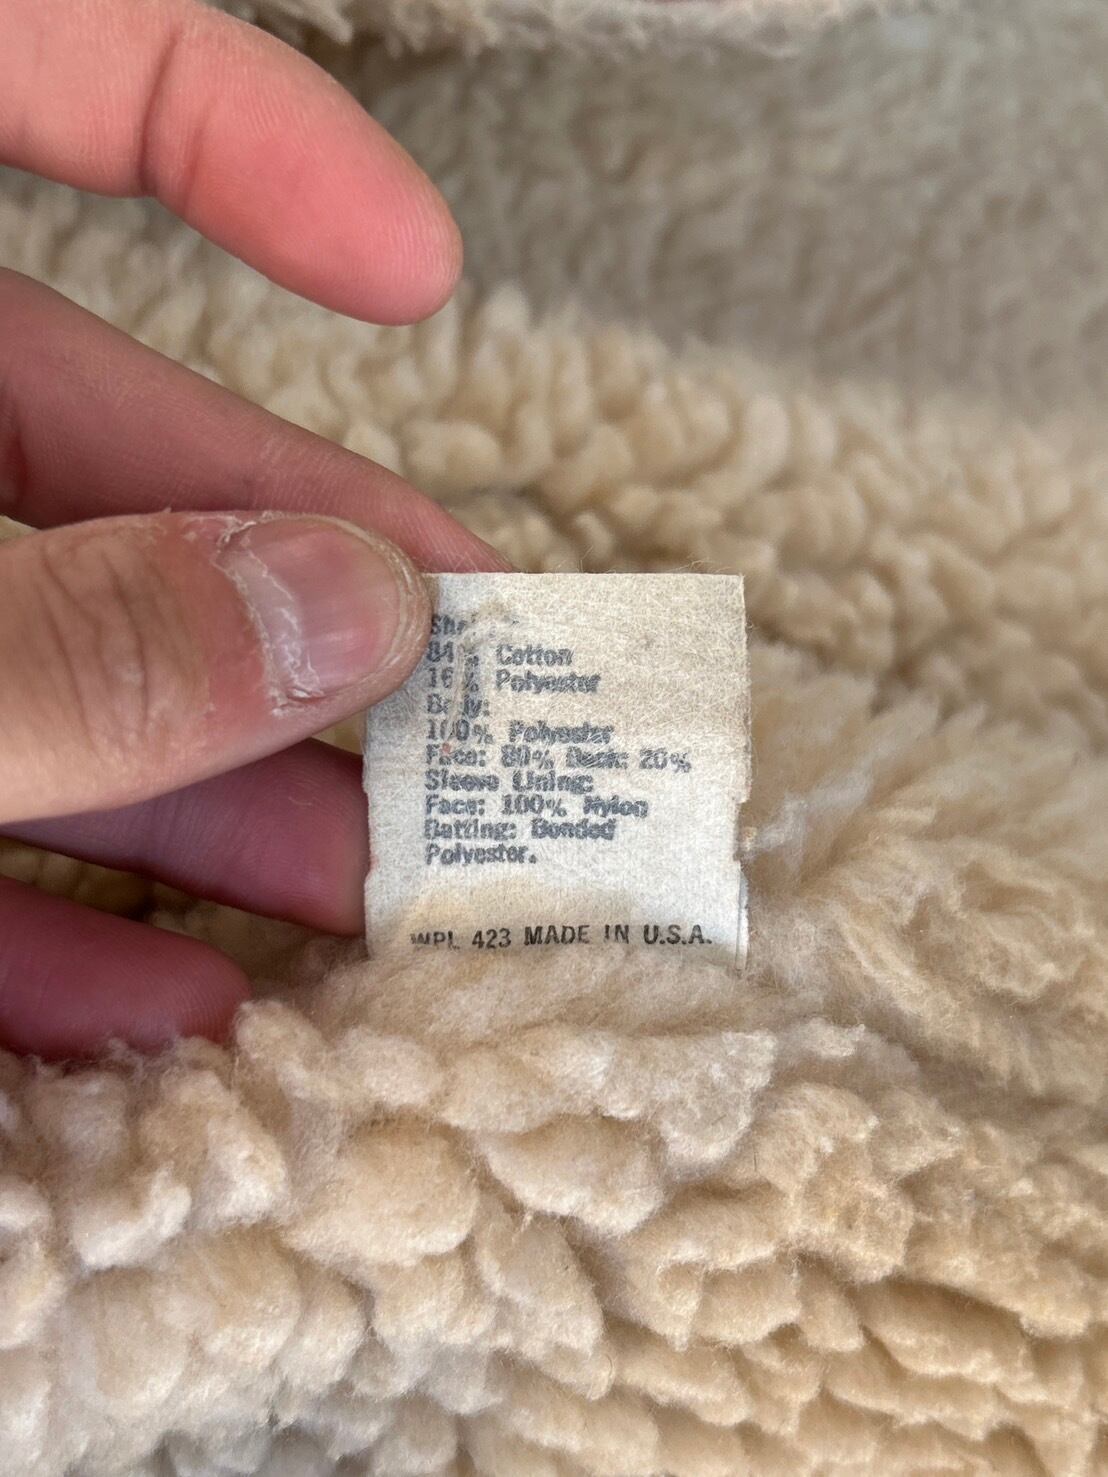 84% Cotton
16% Polyester
Body:
100% Polyester
Face: 80% Back: 20%
Sleeve Lining:
Face: 100% Nylon
Batting: Bonded
Polyester.
WPL 423 MADE IN U.S.A.